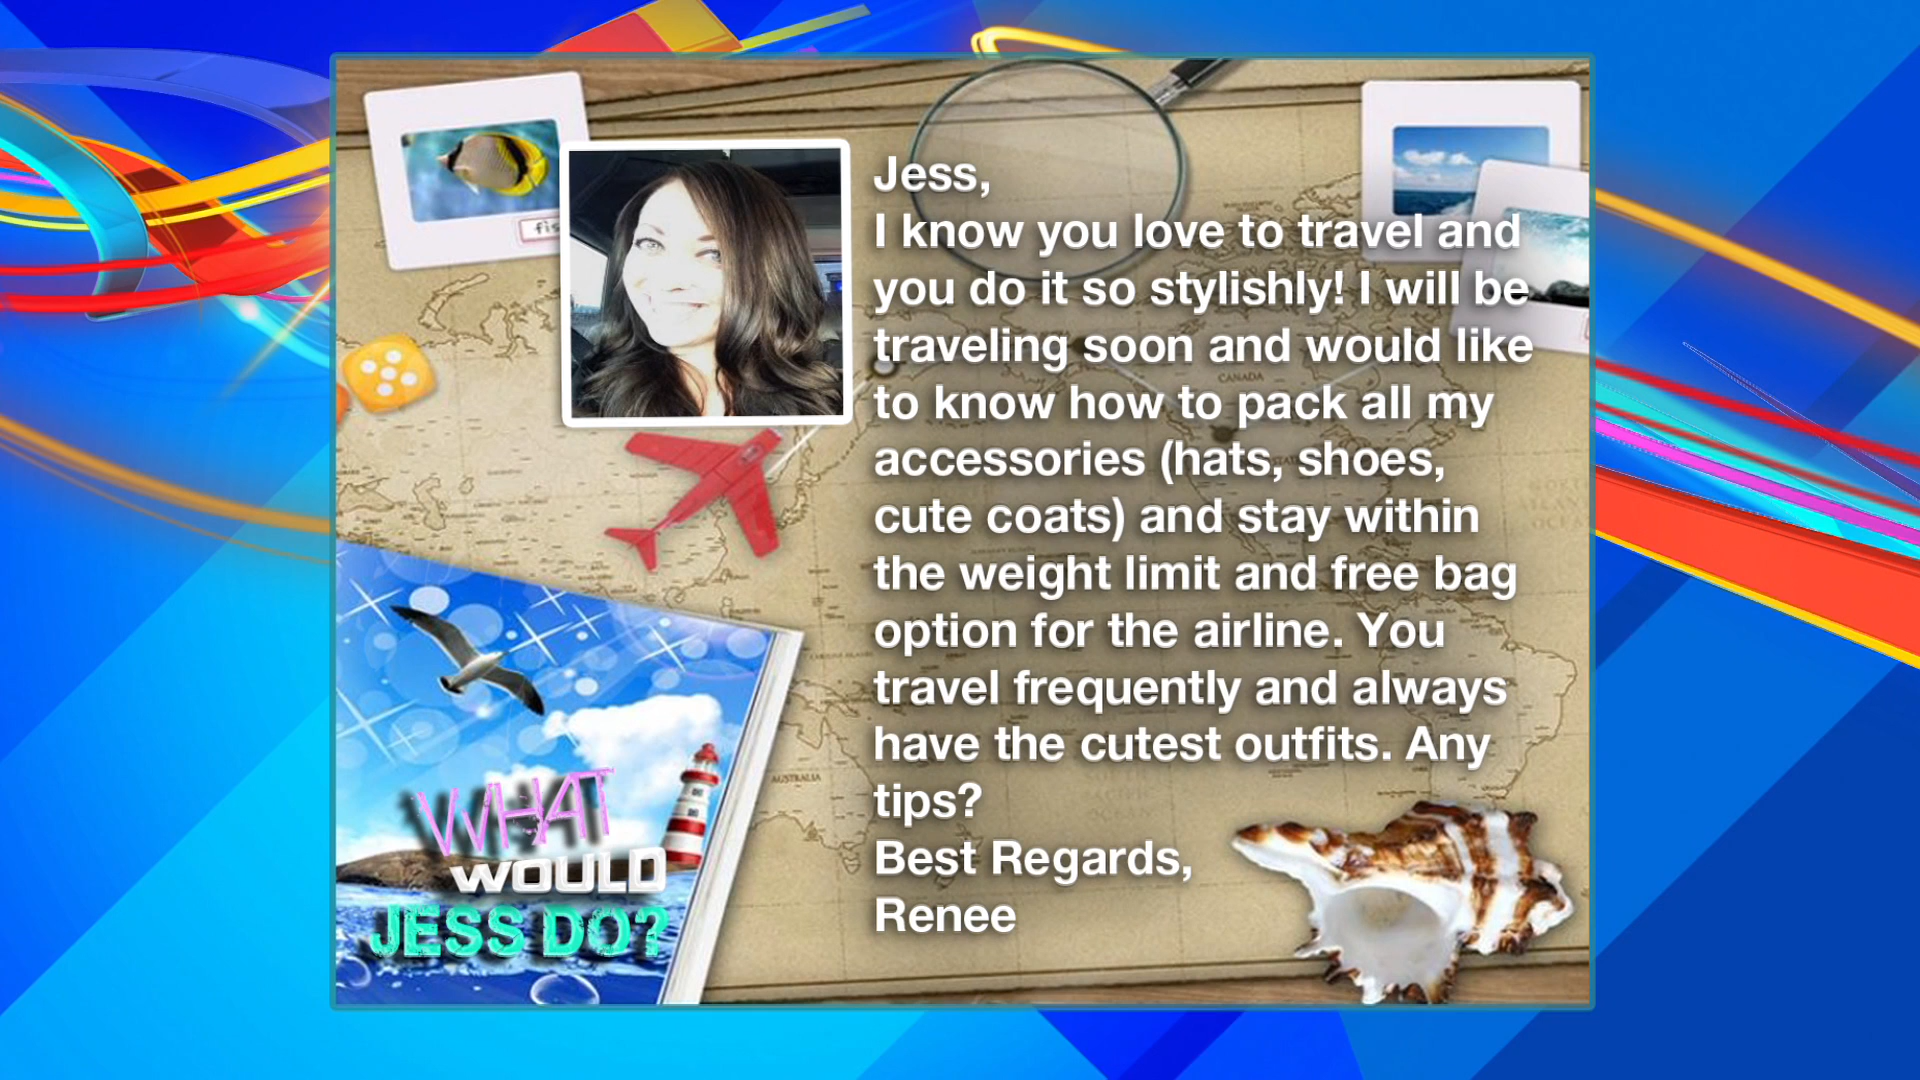 Jess,
I know you love to travel and
you do it so stylishly! I will be
traveling soon and would like
to know how to pack all my
accessories (hats, shoes,
cute coats) and stay within
the weight limit and free bag
option for the airline. You
travel frequently and always
have the cutest outfits. Any
tips?
Best Regards,
Renee
WHAT
WOULD
JESS DO?
CANADA
AUSTRALIA